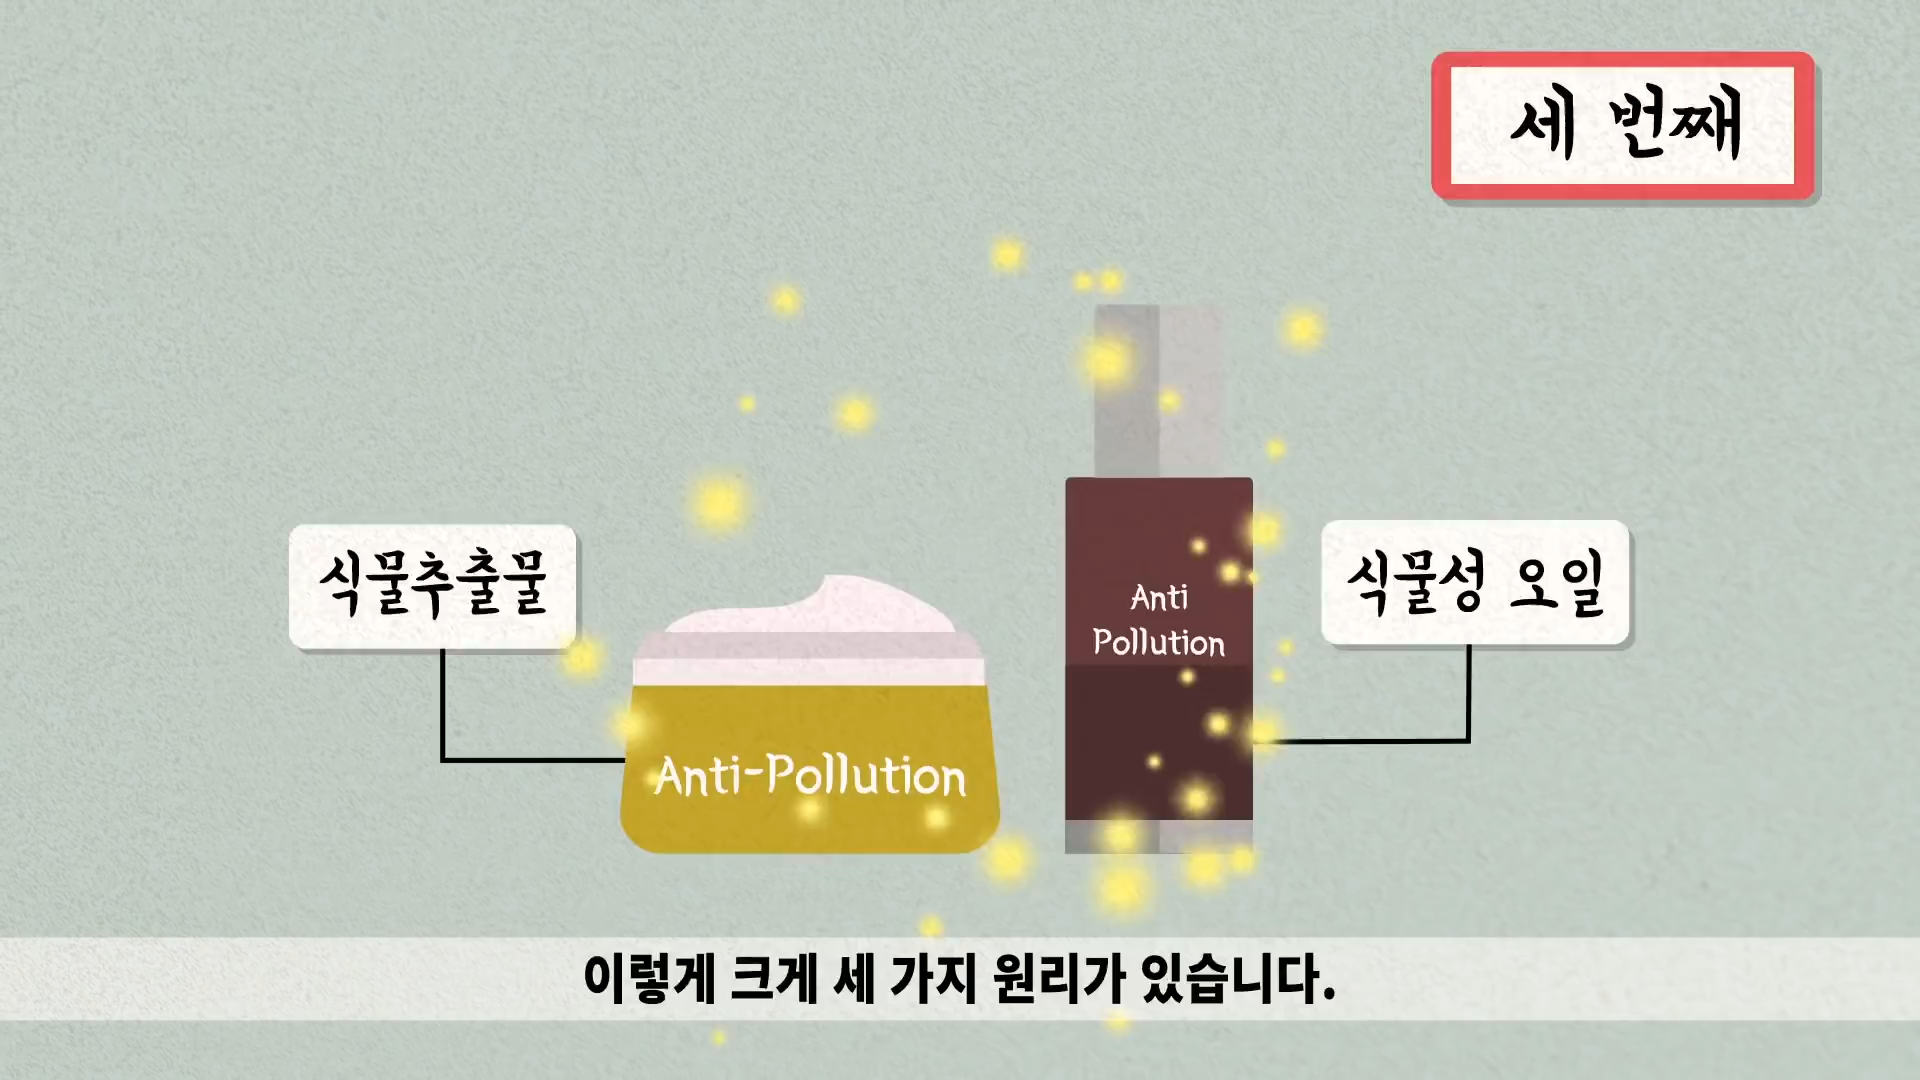 세 번째
식물추출물
식물성 오일
Anti
Pollution
Anti-Pollution
이렇게 크게 세 가지 원리가 있습니다.